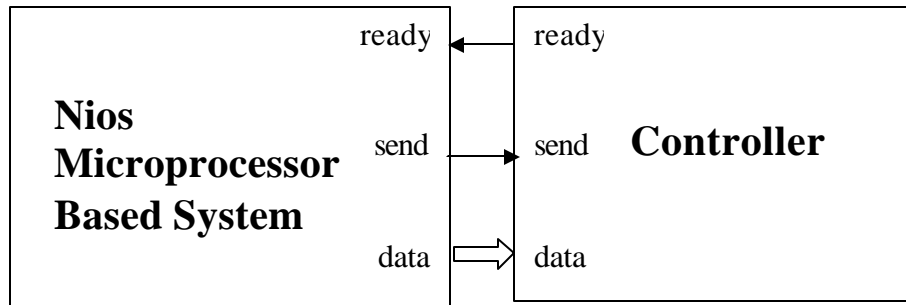 ready
ready
Nios
Microprocessor
Based System
send
send
Controller
data
data